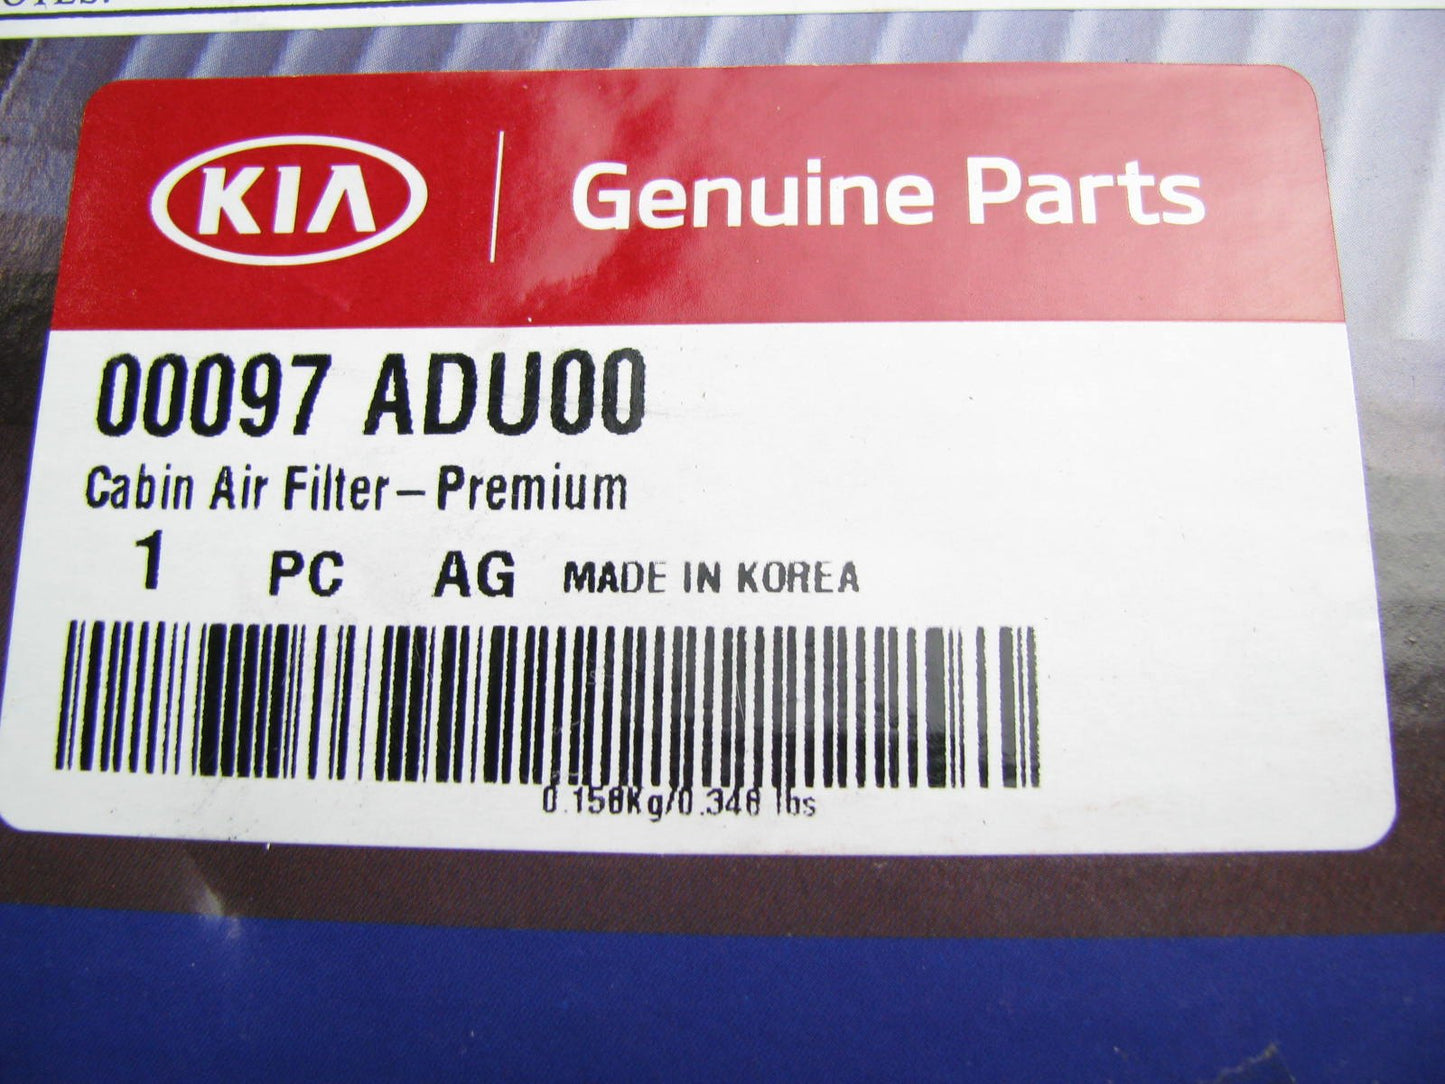 KIA Genuine Parts
00097 ADU00
Cabin Air Filter-Premium
1 PC AG MADE IN KOREA
0.158Kg/0.348 lbs